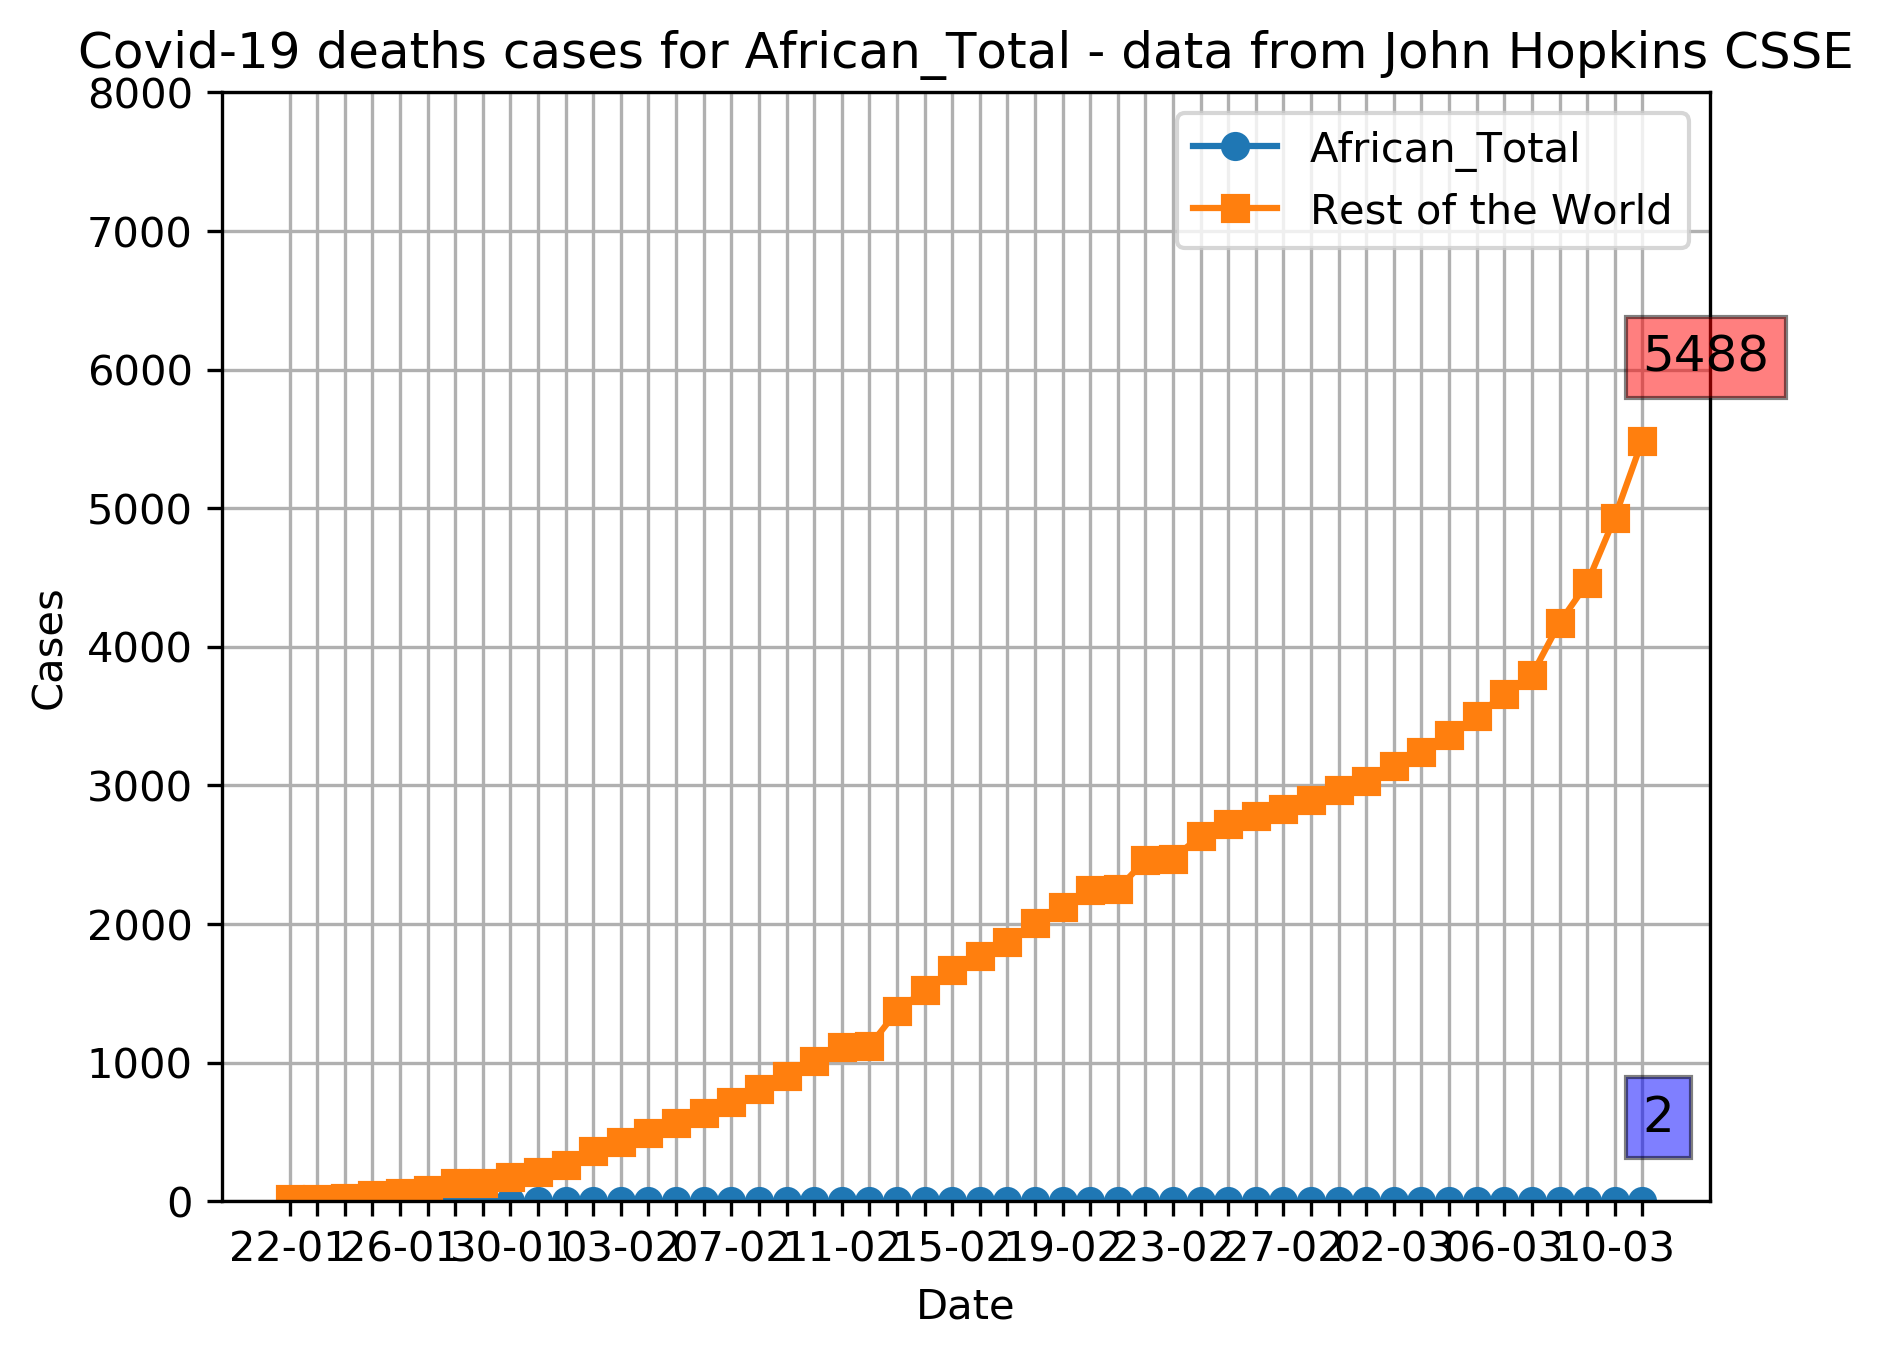 Covid-19 deaths cases for African_Total - data from John Hopkins CSSE
8000
7000
6000
5000
4000
3000
2000
1000
0
Cases
African_Total
Rest of the World
5488
2
22-01 26-01 30-01 03-02 07-02 11-02 15-02 19-02 23-02 27-02 02-03 06-03 10-03
Date